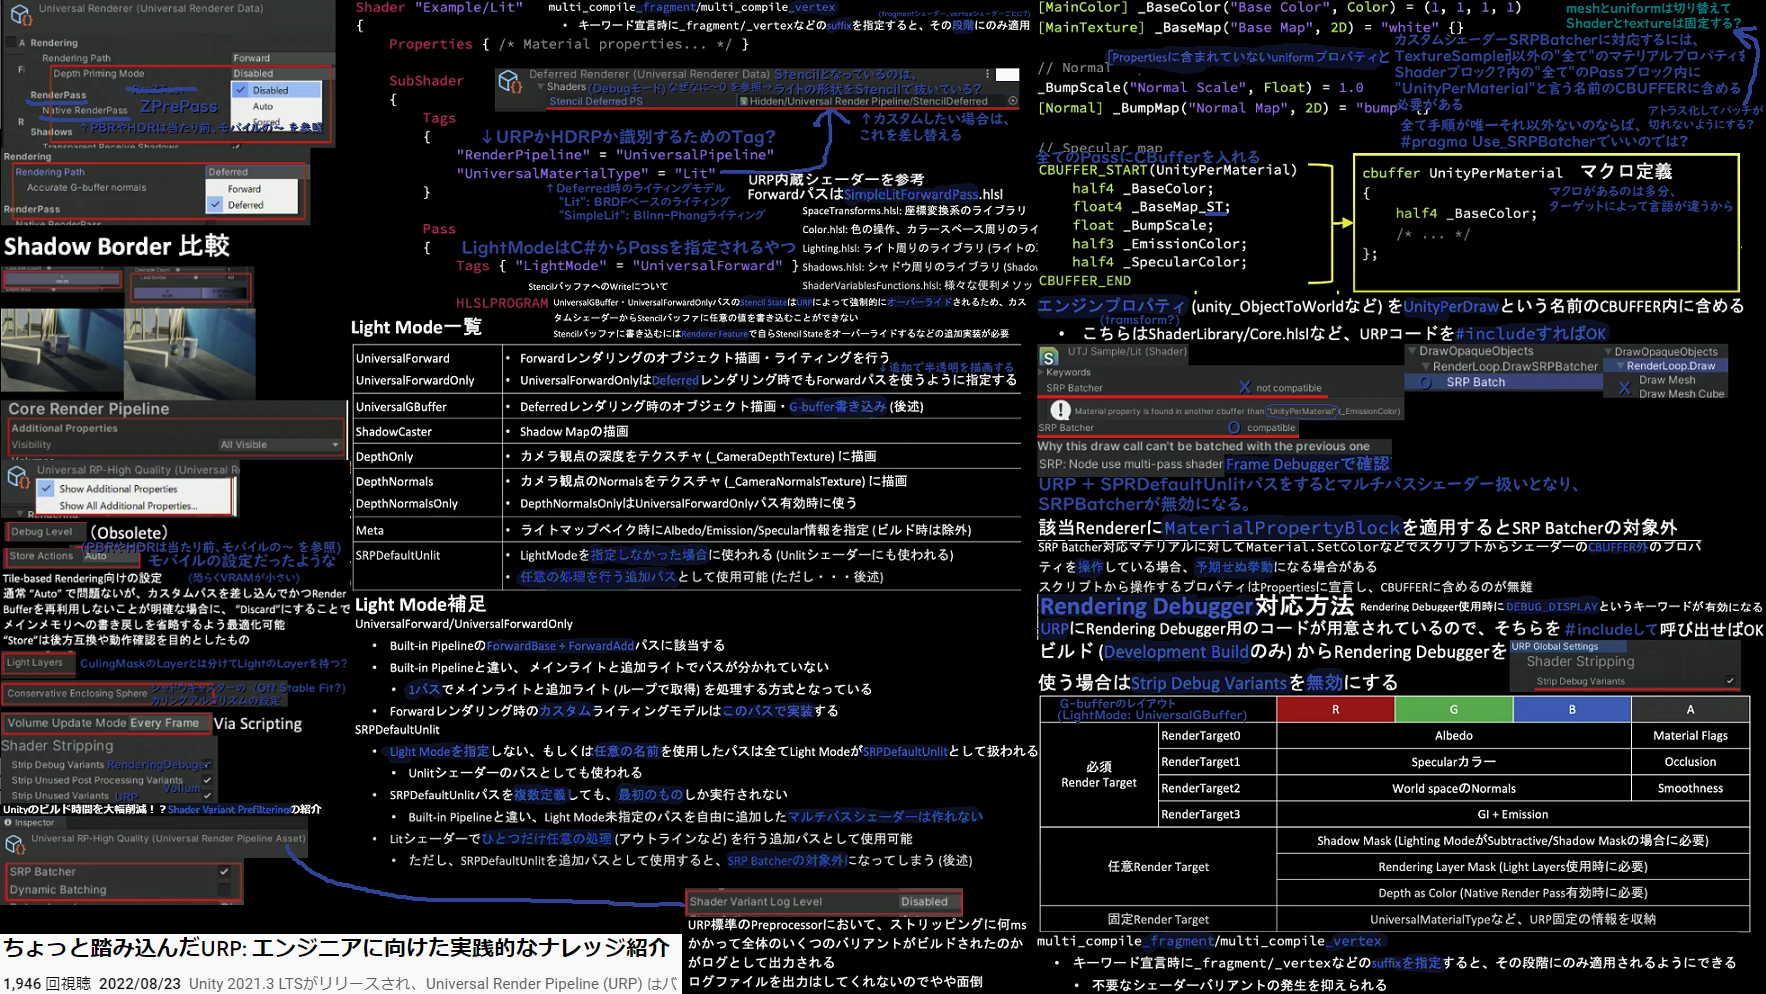 Universal Renderer (Universal Renderer Data)
Rendering
Rendering Path
Forward
Depth Priming Mode
Disabled
RenderPass
Disabled
ZPrePass
Auto
Native RenderPass
Forced
↑PBRやHDRは当たり前、モバイルの～ を参照
Shadows
Transparent Receive Shadows
Rendering
Rendering Path
Deferred
Accurate G-buffer normals
Forward
Deferred
RenderPass
Native RenderPass
Shadow Border 比較
Core Render Pipeline
Additional Properties
Visibility
All Visible
Universal RP-High Quality (Universal R
Show Additional Properties
Show All Additional Properties...
Debug Level
(Obsolete)
Store Actions
Auto
(PBRやHDRは当たり前、モバイルの～ を参照)
モバイルの設定だったような
Tile-based Rendering向けの設定
(恐らくVRAMが小さい)
通常 “Auto” で問題ないが、カスタムパスを差し込んでかつRender
Bufferを再利用しないことが明確な場合に、“Discard”にすることで
メインメモリへの書き戻しを省略するよう最適化可能
“Store”は後方互換や動作確認を目的としたもの
Light Layers
CulingMaskのLayerとは分けてLightのLayerを持つ?
Conservative Enclosing Sphere
シャドウキャスターの (Off Stable Fit?)
カリングアルゴリズムの設定
Volume Update Mode
Every Frame
Via Scripting
Shader Stripping
Strip Debug Variants
RenderingDebuger
Strip Unused Post Processing Variants
Volium
Strip Unused Variants
URP
Unityのビルド時間を大幅削減！？Shader Variant Prefilteringの紹介
Inspector
Universal RP-High Quality (Universal Render Pipeline Asset)
SRP Batcher
Dynamic Batching
ちょっと踏み込んだURP: エンジニアに向けた実践的なナレッジ紹介
1,946 回視聴 2022/08/23 Unity 2021.3 LTSがリリースされ、Universal Render Pipeline (URP) はバ
Shader "Example/Lit"
{
Properties { /* Material properties... */ }
SubShader
{
Tags
{
"RenderPipeline" = "UniversalPipeline"
"UniversalMaterialType" = "Lit"
}
Pass
{
Tags { "LightMode" = "UniversalForward" }
HLSLPROGRAM
multi_compile_fragment/multi_compile_vertex
• キーワード宣言時に_fragment/_vertexなどのsuffixを指定すると、その段階にのみ適用
Deferred Renderer (Universal Renderer Data)
Stencilとなっているのは、
Shaders
(Debugモード) なぜなに～0 を参照→ライトの形状をStencilで抜いている?
Stencil Deferred PS
Hidden/Universal Render Pipeline/StencilDeferred
↑カスタムしたい場合は、
これを差し替える
↓URPかHDRPか識別するためのTag?
↑Deferred時のライティングモデル
"Lit": BRDFベースのライティング
"SimpleLit": Blinn-Phongライティング
URP内蔵シェーダーを参考
ForwardパスはSimpleLitForwardPass.hlsl
SpaceTransforms.hlsl: 座標変換系のライブラリ
Color.hlsl: 色の操作、カラースペース周りのライ
Lighting.hlsl: ライト周りのライブラリ (ライトの
Shadows.hlsl: シャドウ周りのライブラリ (Shadow
ShaderVariablesFunctions.hlsl: 様々な便利メソッ
LightModeはC#からPassを指定されるやつ
StencilバッファへのWriteについて
UniversalGBuffer・UniversalForwardOnlyパスのStencil StateはURPによって強制的にオーバーライドされるため、カス
タムシェーダーからStencilバッファに任意の値を書き込むことができない
Stencilバッファに書き込むにはRenderer Featureで自らStencil Stateをオーバーライドするなどの追加実装が必要
Light Mode一覧
UniversalForward
• Forwardレンダリングのオブジェクト描画・ライティングを行う
↓追加で半透明を描画する
UniversalForwardOnly
• UniversalForwardOnlyはDeferredレンダリング時でもForwardパスを使うように指定する
UniversalGBuffer
• Deferredレンダリング時のオブジェクト描画・G-buffer書き込み (後述)
ShadowCaster
• Shadow Mapの描画
DepthOnly
• カメラ観点の深度をテクスチャ (_CameraDepthTexture) に描画
DepthNormals
• カメラ観点のNormalsをテクスチャ (_CameraNormalsTexture) に描画
DepthNormalsOnly
• DepthNormalsOnlyはUniversalForwardOnlyパス有効時に使う
Meta
• ライトマップベイク時にAlbedo/Emission/Specular情報を指定 (ビルド時は除外)
SRPDefaultUnlit
• LightModeを指定しなかった場合に使われる (Unlitシェーダーにも使われる)
• 任意の処理を行う追加パスとして使用可能 (ただし・・・後述)
Light Mode補足
UniversalForward/UniversalForwardOnly
• Built-in PipelineのForwardBase + ForwardAddパスに該当する
• Built-in Pipelineと違い、メインライトと追加ライトでパスが分かれていない
• 1パスでメインライトと追加ライト (ループで取得) を処理する方式となっている
• Forwardレンダリング時のカスタムライティングモデルはこのパスで実装する
SRPDefaultUnlit
• Light Modeを指定しない、もしくは任意の名前を使用したパスは全てLight ModeがSRPDefaultUnlitとして扱われる
• Unlitシェーダーのパスとしても使われる
• SRPDefaultUnlitパスを複数定義しても、最初のものしか実行されない
• Built-in Pipelineと違い、Light Mode未指定のパスを自由に追加したマルチパスシェーダーは作れない
• Litシェーダーでひとつだけ任意の処理 (アウトラインなど) を行う追加パスとして使用可能
• ただし、SRPDefaultUnlitを追加パスとして使用すると、SRP Batcherの対象外になってしまう (後述)
Shader Variant Log Level
Disabled
URP標準のPreprocessorにおいて、ストリッピングに何ms
かかって全体のいくつのバリアントがビルドされたのか
がログとして出力される
ログファイルを出力はしてくれないのでやや面倒
[MainColor] _BaseColor("Base Color", Color) = (1, 1, 1, 1)
[MainTexture] _BaseMap("Base Map", 2D) = "white" {}
// Normal
_BumpScale("Normal Scale", Float) = 1.0
[Normal] _BumpMap("Normal Map", 2D) = "bump"
// Specular map
meshとuniformは切り替えて
Shaderとtextureは固定する?
カスタムシェーダーSRPBatcherに対応するには、
[Propertiesに含まれていないuniformプロパティと
TextureSampler以外の"全て"のマテリアルプロパティを
Shaderブロック?内の"全て"のPassブロック内に
"UnityPerMaterial"と言う名前のCBUFFERに含める
必要がある
アトラス化してバッチが
切れないようにする?
全て手順が唯一それ以外ないのならば、
#pragma Use_SRPBatcherでいいのでは?
全てのPassにCBufferを入れる
CBUFFER_START(UnityPerMaterial)
half4 _BaseColor;
float4 _BaseMap_ST;
float _BumpScale;
half3 _EmissionColor;
half4 _SpecularColor;
CBUFFER_END
cbuffer UnityPerMaterial マクロ定義
{
マクロがあるのは多分、
ターゲットによって言語が違うから
half4 _BaseColor;
/* ... */
};
エンジンプロパティ (unity_ObjectToWorldなど) をUnityPerDrawという名前のCBUFFER内に含める
(transform?)
• こちらはShaderLibrary/Core.hlslなど、URPコードを#includeすればOK
UTJ Sample/Lit (Shader)
Keywords
SRP Batcher
X not compatible
Material property is found in another cbuffer than "UnityPerMaterial" (_EmissionColor)
SRP Batcher
O compatible
DrawOpaqueObjects
RenderLoop.DrawSRPBatcher
O SRP Batch
DrawOpaqueObjects
RenderLoop.Draw
X Draw Mesh
Draw Mesh Cube
Why this draw call can't be batched with the previous one
SRP: Node use multi-pass shader
Frame Debuggerで確認
URP + SPRDefaultUnlitパスをするとマルチパスシェーダー扱いとなり、
SRPBatcherが無効になる。
該当RendererにMaterialPropertyBlockを適用するとSRP Batcherの対象外
SRP Batcher対応マテリアルに対してMaterial.SetColorなどでスクリプトからシェーダーのCBUFFER外のプロパ
ティを操作している場合、予期せぬ挙動になる場合がある
スクリプトから操作するプロパティはPropertiesに宣言し、CBUFFERに含めるのが無難
Rendering Debugger対応方法 Rendering Debugger使用時にDEBUG_DISPLAYというキーワードが有効になる
URPにRendering Debugger用のコードが用意されているので、そちらを #includeして呼び出せばOK
ビルド (Development Buildのみ) からRendering Debuggerを
使う場合はStrip Debug Variantsを無効にする
URP Global Settings
Shader Stripping
Strip Debug Variants
G-bufferのレイアウト
(LightMode: UniversalGBuffer)
R G B A
必須
Render Target
RenderTarget0 Albedo Material Flags
RenderTarget1 Specularカラー Occlusion
RenderTarget2 World spaceのNormals Smoothness
RenderTarget3 GI + Emission
任意Render Target
Shadow Mask (Lighting ModeがSubtractive/Shadow Maskの場合に必要)
Rendering Layer Mask (Light Layers使用時に必要)
Depth as Color (Native Render Pass有効時に必要)
固定Render Target
UniversalMaterialTypeなど、URP固定の情報を収納
multi_compile_fragment/multi_compile_vertex
• キーワード宣言時に_fragment/_vertexなどのsuffixを指定すると、その段階にのみ適用されるようにできる
• 不要なシェーダーバリアントの発生を抑えられる